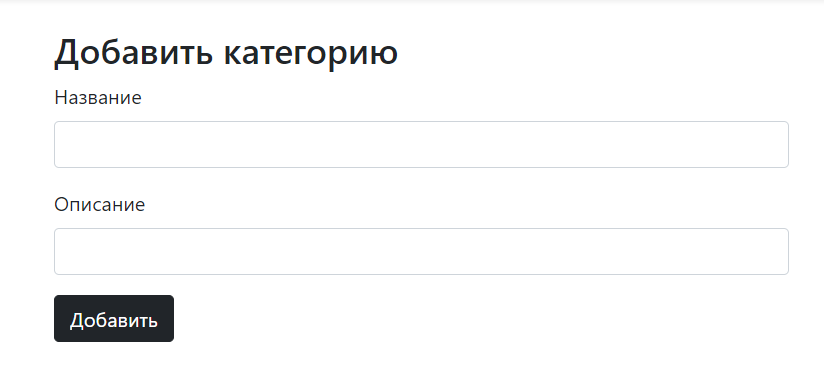 Добавить категорию
Название
Описание
Добавить